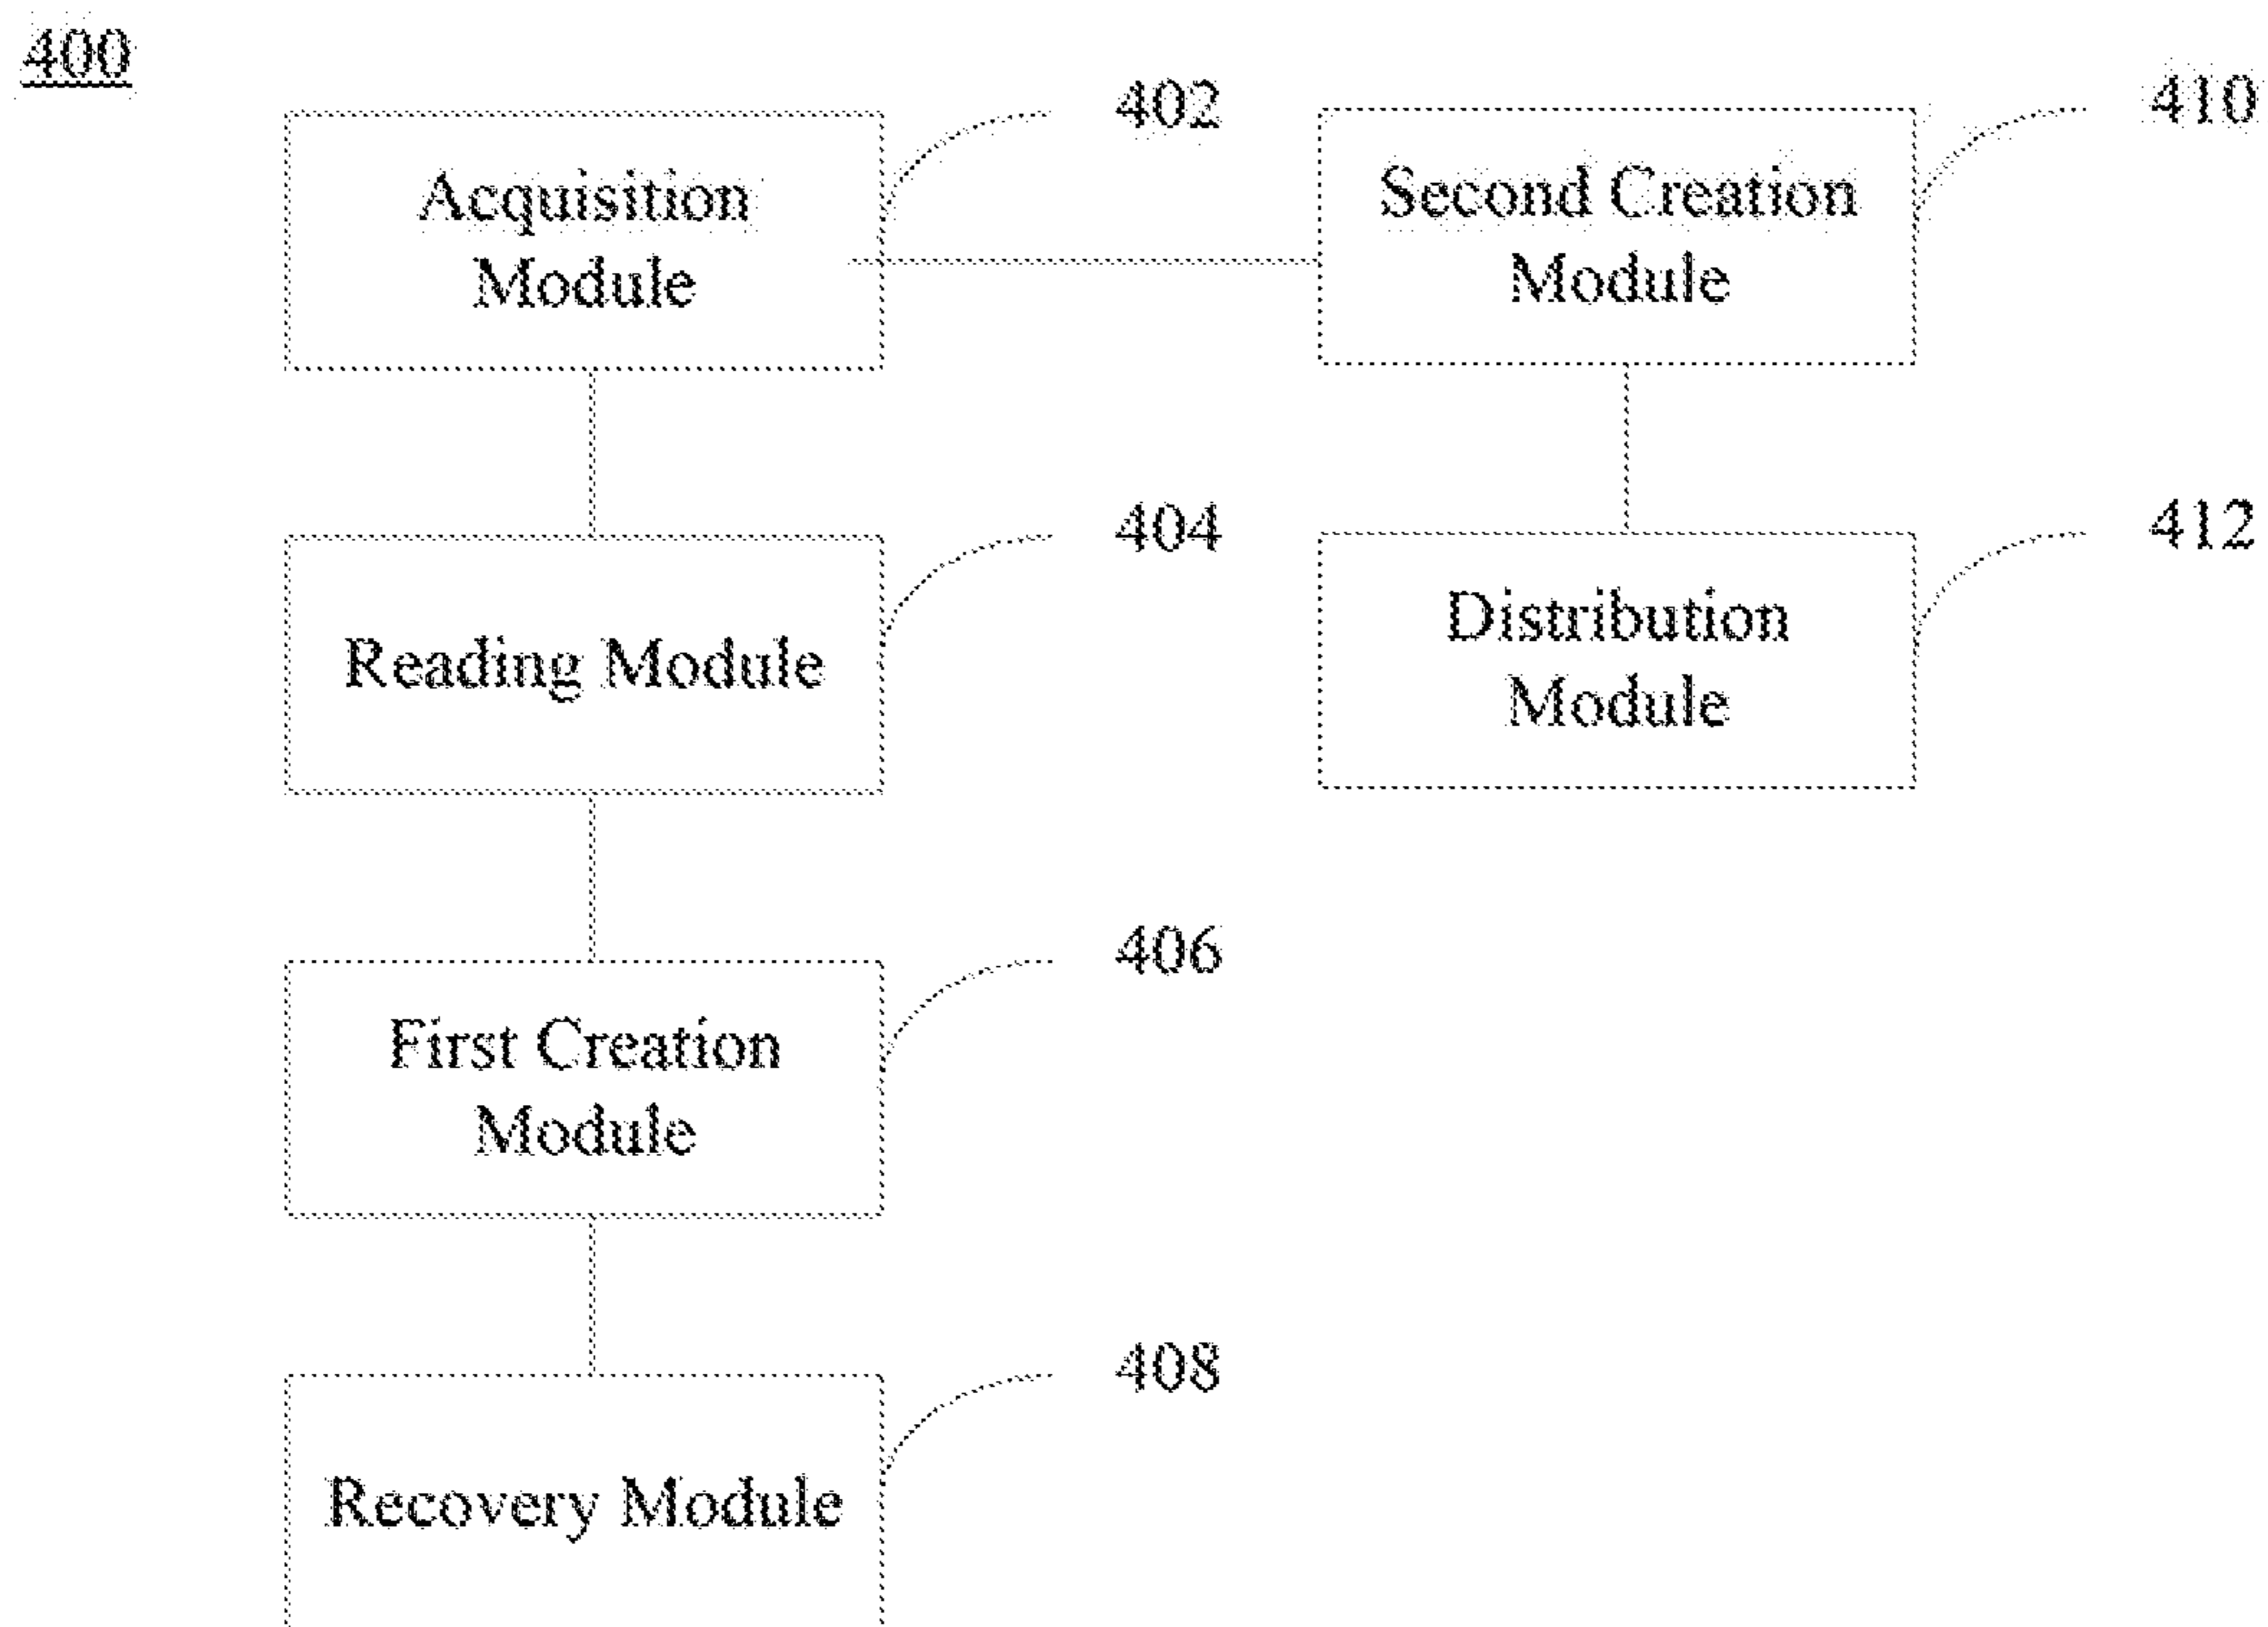 400
402
Acquisition
Module
410
Second Creation
Module
404
Reading Module
412
Distribution
Module
406
First Creation
Module
408
Recovery Module